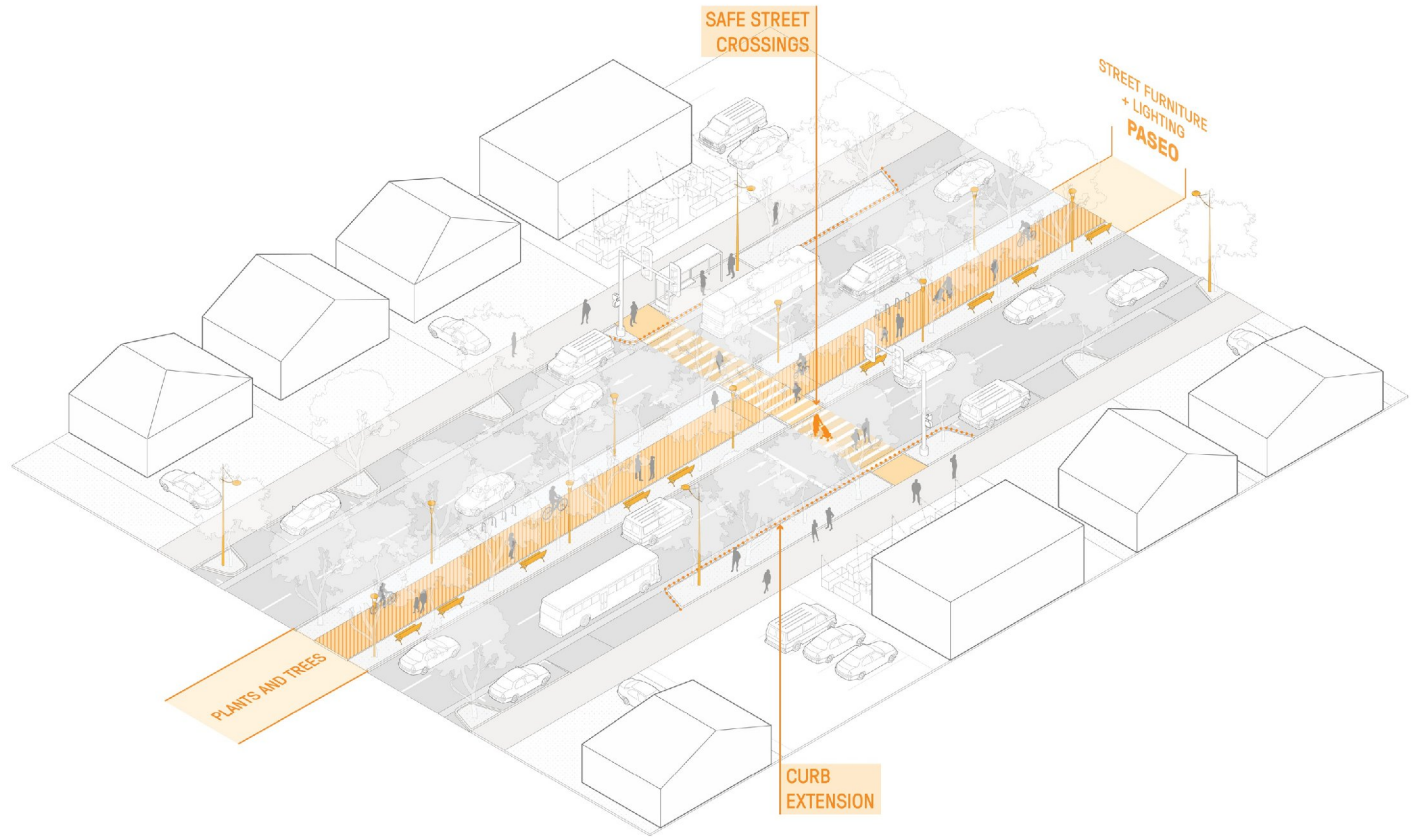 SAFE STREET
CROSSINGS
STREET FURNITURE
+ LIGHTING
PASEO
PLANTS AND TREES
CURB
EXTENSION